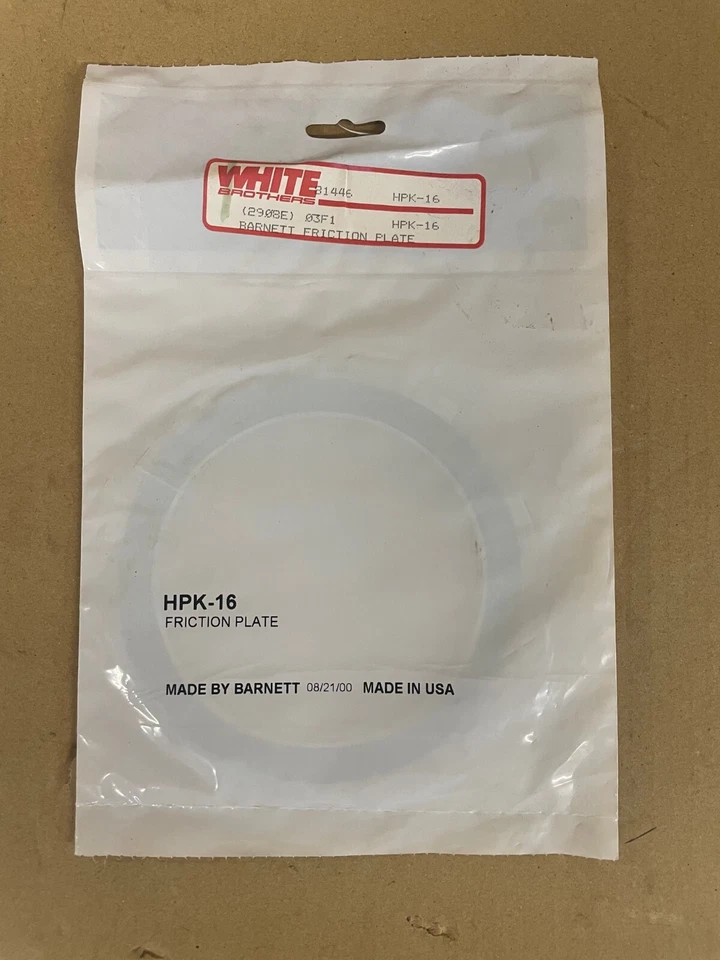 WHITE
BROTHERS
31446 HPK-16
(2908E) 03F1 HPK-16
BARNETT FRICTION PLATE
HPK-16
FRICTION PLATE
MADE BY BARNETT 08/21/00 MADE IN USA